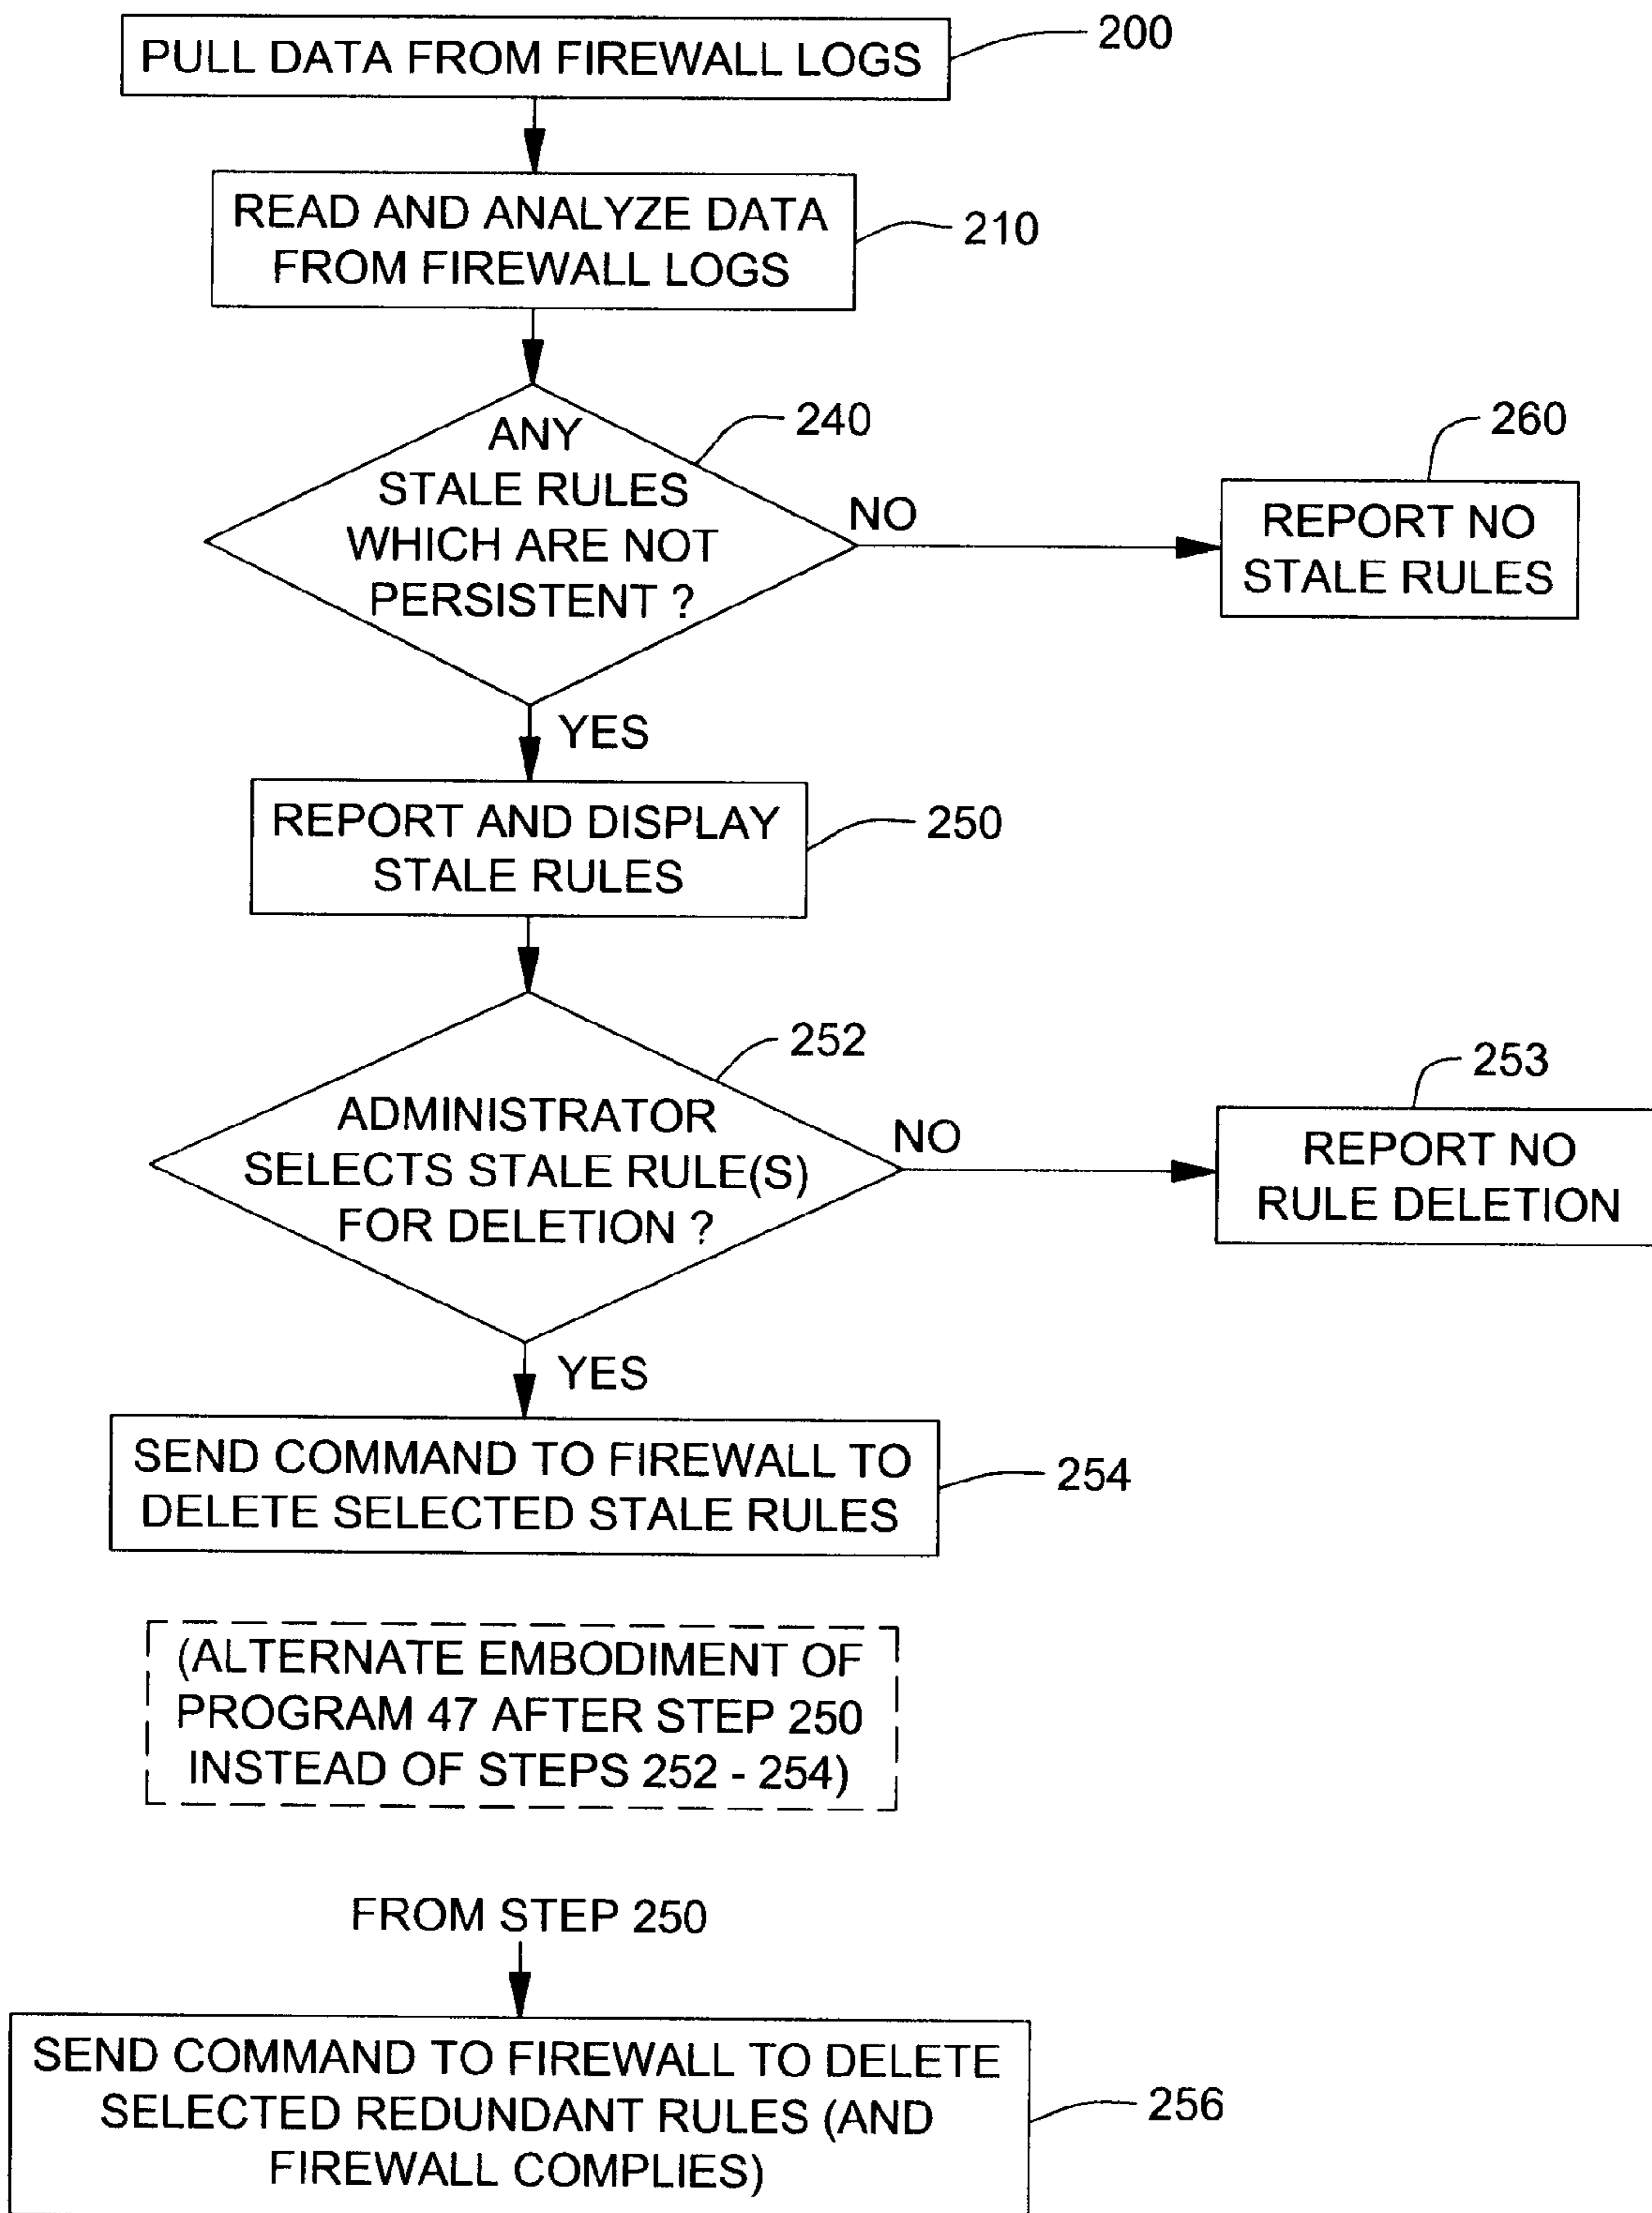 PULL DATA FROM FIREWALL LOGS
200
READ AND ANALYZE DATA
FROM FIREWALL LOGS
210
ANY
STALE RULES
WHICH ARE NOT
PERSISTENT ?
240
NO
260
REPORT NO
STALE RULES
YES
REPORT AND DISPLAY
STALE RULES
250
ADMINISTRATOR
SELECTS STALE RULE(S)
FOR DELETION ?
252
NO
253
REPORT NO
RULE DELETION
YES
SEND COMMAND TO FIREWALL TO
DELETE SELECTED STALE RULES
254
(ALTERNATE EMBODIMENT OF
PROGRAM 47 AFTER STEP 250
INSTEAD OF STEPS 252 - 254)
FROM STEP 250
SEND COMMAND TO FIREWALL TO DELETE
SELECTED REDUNDANT RULES (AND
FIREWALL COMPLIES)
256